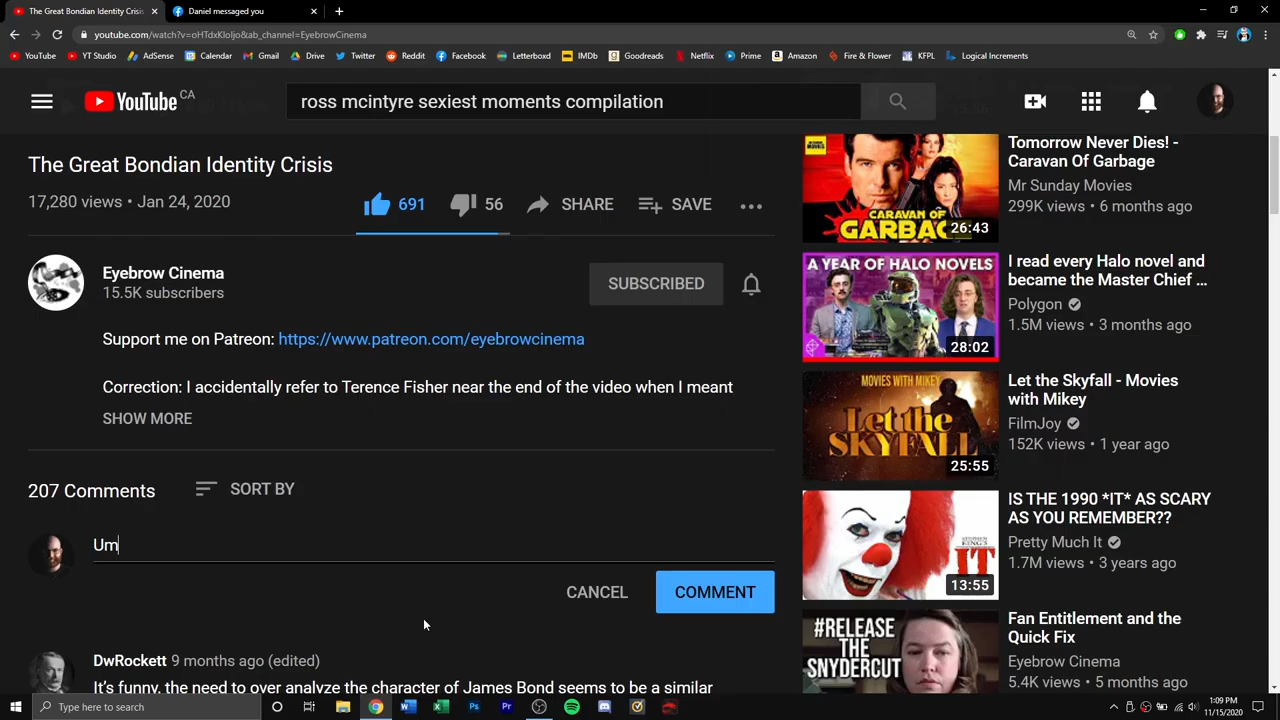 The Great Bondian Identity Crisis
Daniel messaged you
youtube.com/watch?v=oHTdxKloIjo&ab_channel=EyebrowCinema
YouTube
YT Studio
AdSense
Calendar
Gmail
Drive
Twitter
Reddit
Facebook
Letterboxd
IMDb
Goodreads
Netflix
Prime
Amazon
Fire & Flower
KFPL
Logical Increments
YouTube CA
ross mcintyre sexiest moments compilation
The Great Bondian Identity Crisis
17,280 views • Jan 24, 2020
691
56
SHARE
SAVE
Eyebrow Cinema
15.5K subscribers
SUBSCRIBED
Support me on Patreon: https://www.patreon.com/eyebrowcinema
Correction: I accidentally refer to Terence Fisher near the end of the video when I meant
SHOW MORE
207 Comments
SORT BY
Um
CANCEL
COMMENT
DwRockett 9 months ago (edited)
It's funny, the need to over analyze the character of James Bond seems to be a similar
CARAVAN OF
GARBAG
26:43
Tomorrow Never Dies! -
Caravan Of Garbage
Mr Sunday Movies
299K views • 6 months ago
A YEAR OF HALO NOVELS
28:02
I read every Halo novel and
became the Master Chief ...
Polygon
1.5M views • 3 months ago
MOVIES WITH MIKEY
Let the
SKYFALL
25:55
Let the Skyfall - Movies
with Mikey
FilmJoy
152K views • 1 year ago
STEPHEN KING'S
IT
13:55
IS THE 1990 *IT* AS SCARY
AS YOU REMEMBER??
Pretty Much It
1.7M views • 3 years ago
#RELEASE
THE
SNYDERCUT
Fan Entitlement and the
Quick Fix
Eyebrow Cinema
5.4K views • 5 months ago
Type here to search
1:09 PM
11/15/2020